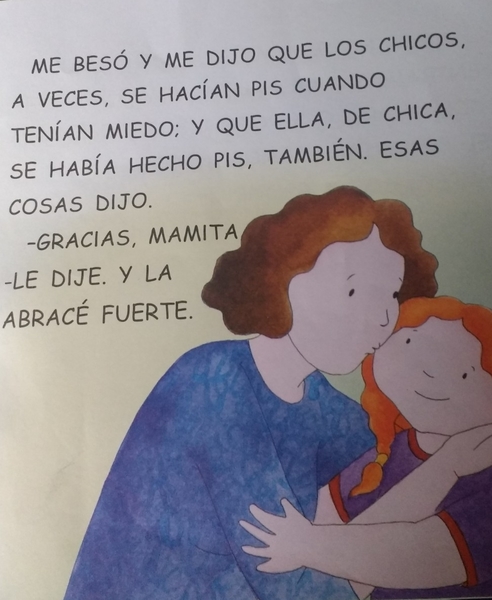 ME BESÓ Y ME DIJO QUE LOS CHICOS,
A VECES, SE HACÍAN PIS CUANDO
TENÍAN MIEDO; Y QUE ELLA, DE CHICA,
SE HABÍA HECHO PIS, TAMBIÉN. ESAS
COSAS DIJO.
-GRACIAS, MAMITA
-LE DIJE. Y LA
ABRACÉ FUERTE.